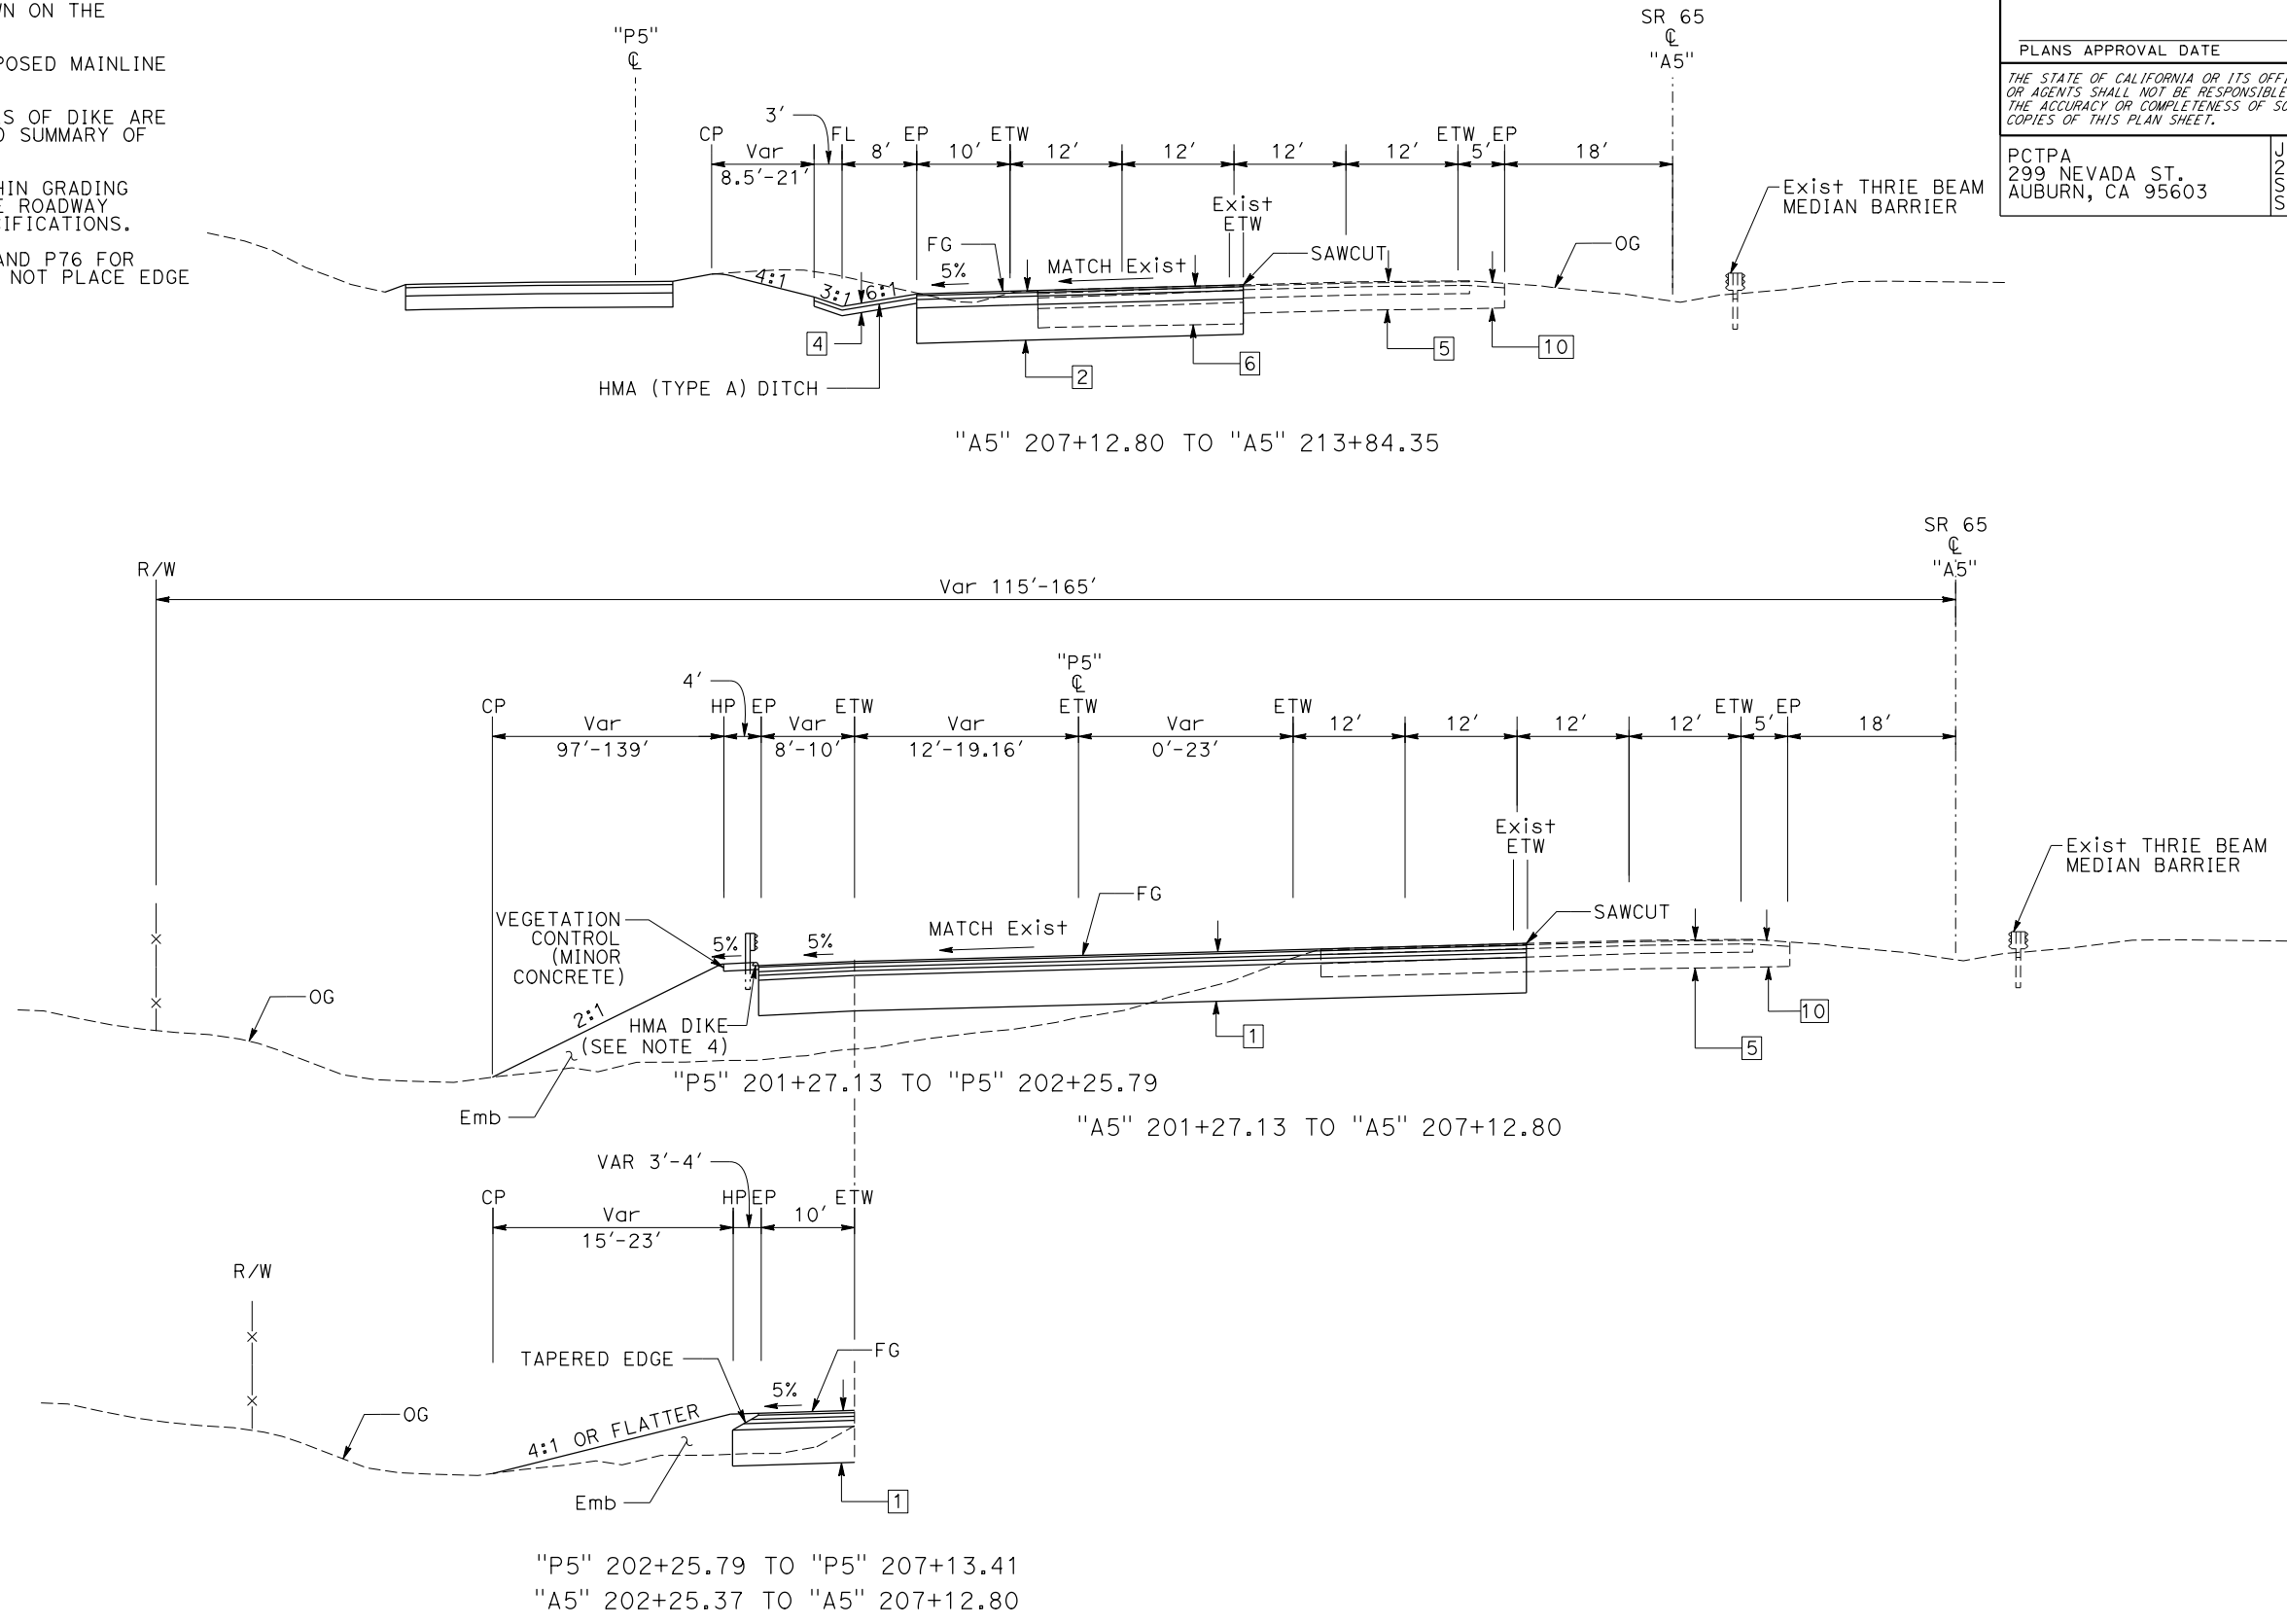 WN ON THE
POSED MAINLINE
S OF DIKE ARE
D SUMMARY OF
HIN GRADING
E ROADWAY
CIFICATIONS.
AND P76 FOR
NOT PLACE EDGE
PLANS APPROVAL DATE
THE STATE OF CALIFORNIA OR ITS OFFI
OR AGENTS SHALL NOT BE RESPONSIBLE
THE ACCURACY OR COMPLETENESS OF SC
COPIES OF THIS PLAN SHEET.
PCTPA
299 NEVADA ST.
AUBURN, CA 95603
J
2
S
S
"P5"
℄
SR 65
℄
"A5"
3'
CP
FL
EP
ETW
ETW EP
Var
8' 10' 12' 12' 12' 12' 5' 18'
8.5'-21'
Exist
ETW
Exist THRIE BEAM
MEDIAN BARRIER
FG
SAWCUT
OG
4:1
3:1
6:1
5%
MATCH Exist
4
2
6
5
10
HMA (TYPE A) DITCH
"A5" 207+12.80 TO "A5" 213+84.35
SR 65
℄
"A5"
R/W
Var 115'-165'
"P5"
℄
4'
CP HP EP ETW ETW ETW ETW EP
Var Var Var Var 12' 12' 12' 12' 5' 18'
97'-139' 8'-10' 12'-19.16' 0'-23'
Exist
ETW
Exist THRIE BEAM
MEDIAN BARRIER
FG
SAWCUT
VEGETATION
CONTROL
(MINOR
CONCRETE)
5%
5%
MATCH Exist
OG
2:1
HMA DIKE
(SEE NOTE 4)
1
5
10
Emb
"P5" 201+27.13 TO "P5" 202+25.79
"A5" 201+27.13 TO "A5" 207+12.80
VAR 3'-4'
CP HP EP ETW
Var 10'
15'-23'
R/W
TAPERED EDGE
FG
5%
OG
4:1 OR FLATTER
Emb
1
"P5" 202+25.79 TO "P5" 207+13.41
"A5" 202+25.37 TO "A5" 207+12.80